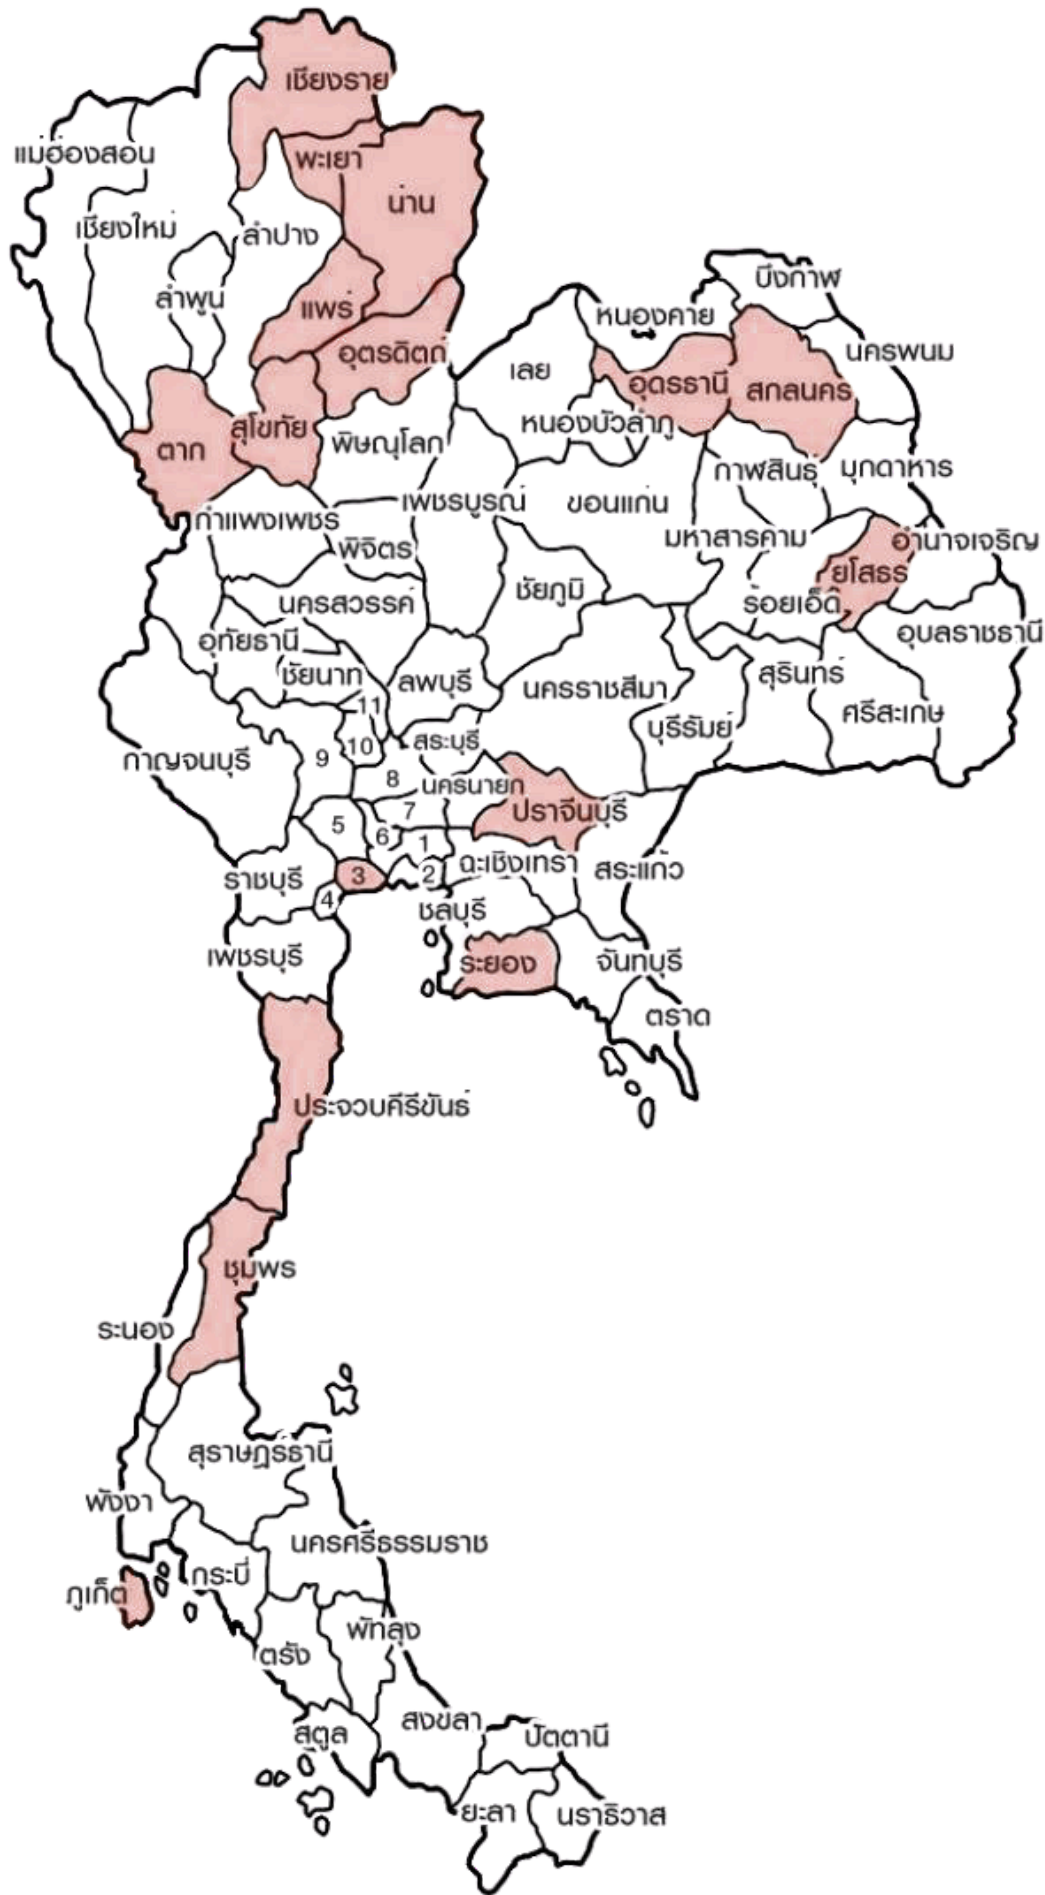 เชียงราย
แม่ฮ่องสอน
พะเยา
น่าน
เชียงใหม่
ลำปาง
ลำพูน
แพร่
อุตรดิตถ์
บึงกาฬ
หนองคาย
นครพนม
เลย
อุดรธานี
สกลนคร
หนองบัวลำภู
สุโขทัย
ตาก
พิษณุโลก
กาฬสินธุ์
มุกดาหาร
เพชรบูรณ์
ขอนแก่น
กำแพงเพชร
พิจิตร
มหาสารคาม
อำนาจเจริญ
ยโสธร
ชัยภูมิ
นครสวรรค์
ร้อยเอ็ด
อุบลราชธานี
อุทัยธานี
ชัยนาท
ลพบุรี
นครราชสีมา
สุรินทร์
ศรีสะเกษ
บุรีรัมย์
11
10
สระบุรี
กาญจนบุรี
9
8
นครนายก
ปราจีนบุรี
7
5
6
1
ฉะเชิงเทรา
สระแก้ว
ราชบุรี
3
2
4
ชลบุรี
เพชรบุรี
ระยอง
จันทบุรี
ตราด
ประจวบคีรีขันธ์
ชุมพร
ระนอง
สุราษฎร์ธานี
พังงา
นครศรีธรรมราช
กระบี่
ภูเก็ต
พัทลุง
ตรัง
สงขลา
สตูล
ปัตตานี
ยะลา
นราธิวาส